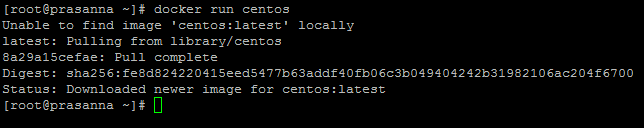 [root@prasanna ~]# docker run centos
Unable to find image 'centos:latest' locally
latest: Pulling from library/centos
8a29a15cefae: Pull complete
Digest: sha256:fe8d824220415eed5477b63addf40fb06c3b049404242b31982106ac204f6700
Status: Downloaded newer image for centos:latest
[root@prasanna ~]#